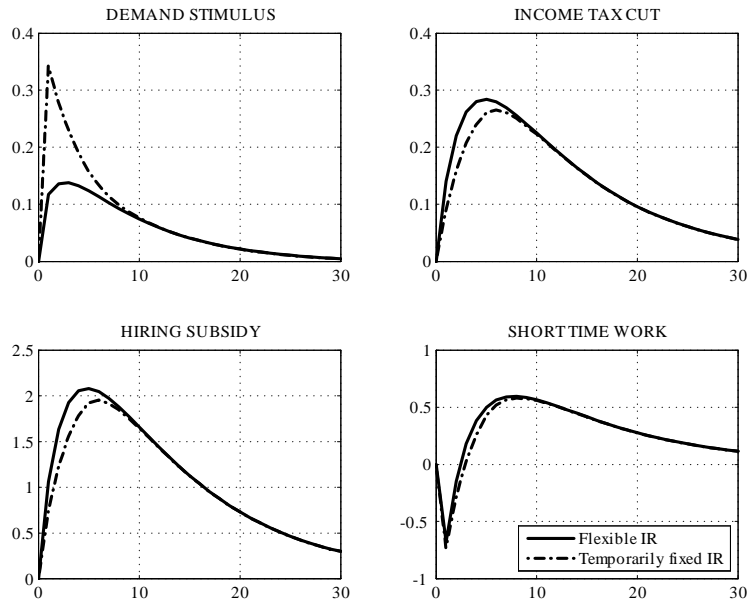 DEMAND STIMULUS
0.4
0.3
0.2
0.1
0
0 10 20 30
INCOME TAX CUT
0.4
0.3
0.2
0.1
0
0 10 20 30
HIRING SUBSIDY
2.5
2
1.5
1
0.5
0
0 10 20 30
SHORT TIME WORK
1
0.5
0
-0.5
-1
0 10 20 30
Flexible IR
Temporarily fixed IR